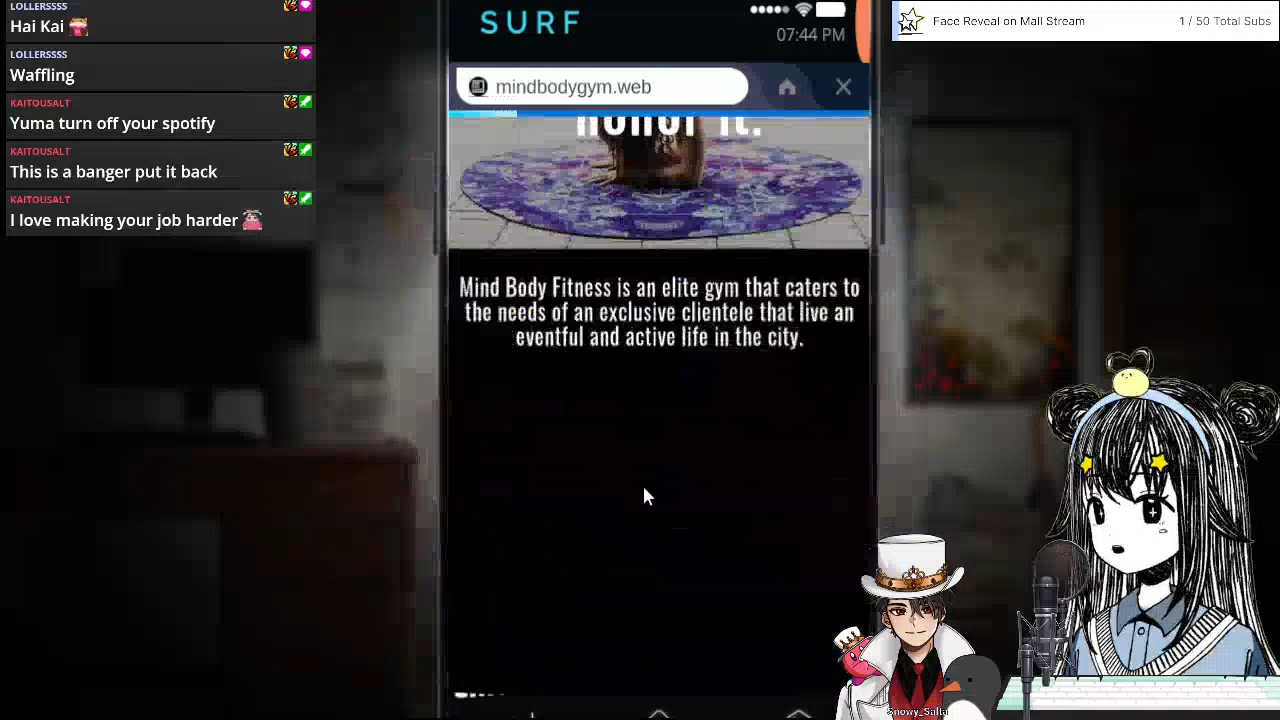 LOLLERSSSS
Hai Kai
LOLLERSSSS
Waffling
KAITOUSALT
Yuma turn off your spotify
KAITOUSALT
This is a banger put it back
KAITOUSALT
I love making your job harder
SURF
07:44 PM
mindbodygym.web
honor it.
Mind Body Fitness is an elite gym that caters to
the needs of an exclusive clientele that live an
eventful and active life in the city.
Face Reveal on Mall Stream
1 / 50 Total Subs